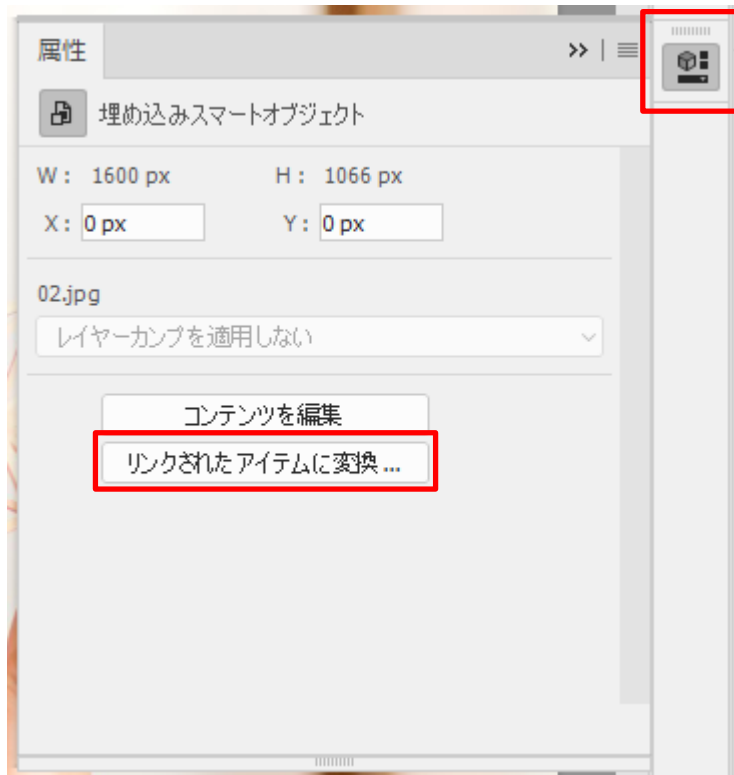 属性
埋め込みスマートオブジェクト
W： 1600 px H： 1066 px
X： 0 px Y： 0 px
02.jpg
レイヤーカンプを適用しない
コンテンツを編集
リンクされたアイテムに変換...